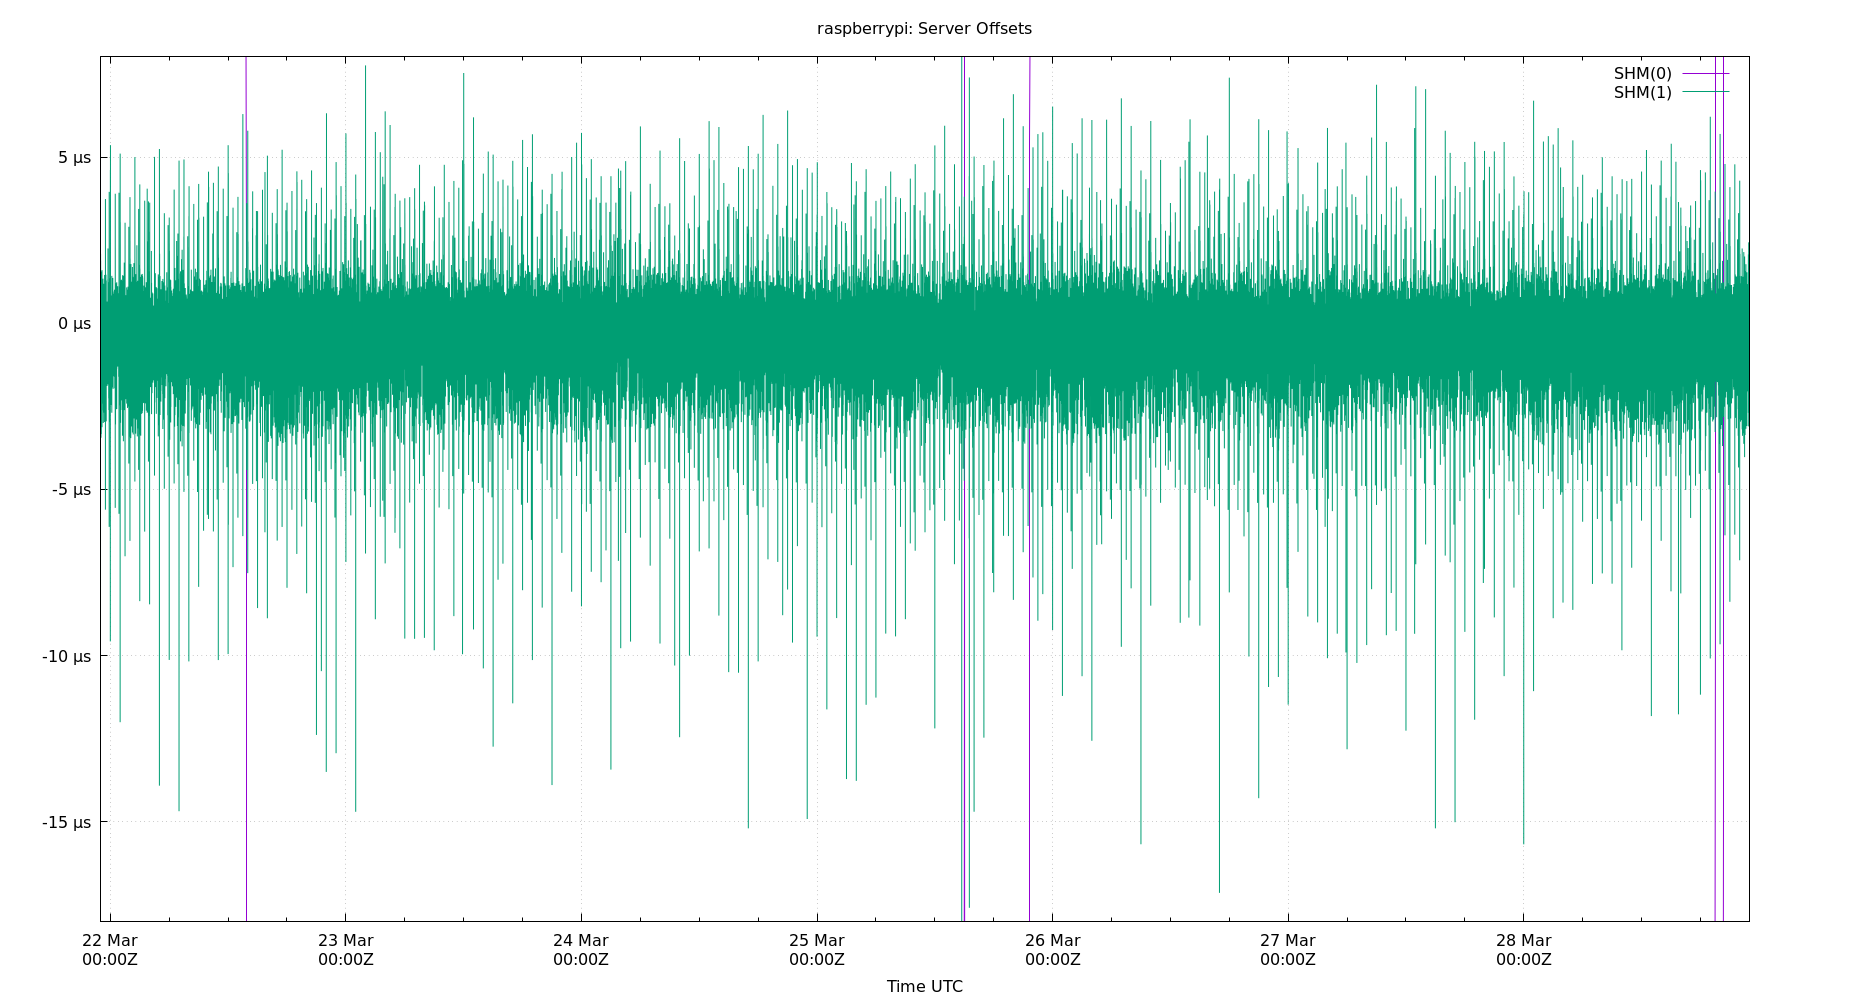 raspberrypi: Server Offsets
SHM(0)
SHM(1)
5 µs
0 µs
-5 µs
-10 µs
-15 µs
22 Mar 23 Mar 24 Mar 25 Mar 26 Mar 27 Mar 28 Mar
00:00Z 00:00Z 00:00Z 00:00Z 00:00Z 00:00Z 00:00Z
Time UTC